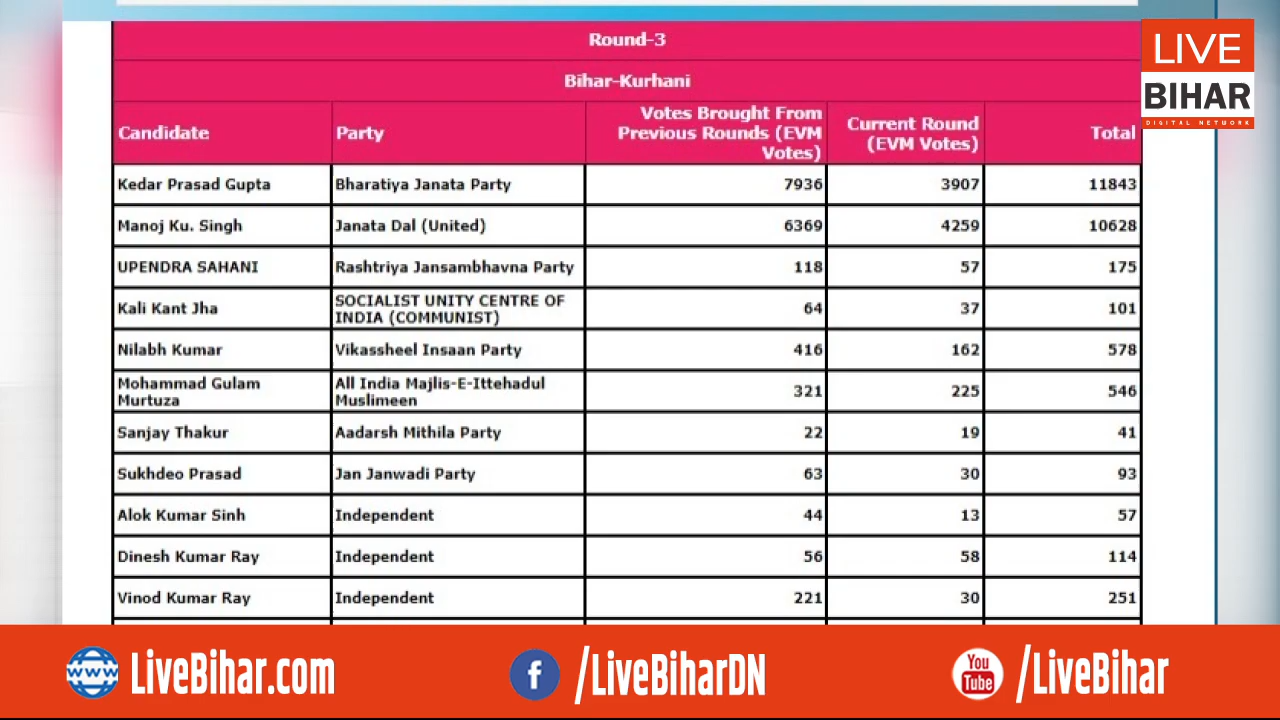 Round-3
LIVE
BIHAR
DIGITAL NETWORK
Bihar-Kurhani
Candidate Party Votes Brought From Previous Rounds (EVM Votes) Current Round (EVM Votes) Total
Kedar Prasad Gupta Bharatiya Janata Party 7936 3907 11843
Manoj Ku. Singh Janata Dal (United) 6369 4259 10628
UPENDRA SAHANI Rashtriya Jansambhavna Party 118 57 175
Kali Kant Jha SOCIALIST UNITY CENTRE OF INDIA (COMMUNIST) 64 37 101
Nilabh Kumar Vikassheel Insaan Party 416 162 578
Mohammad Gulam Murtuza All India Majlis-E-Ittehadul Muslimeen 321 225 546
Sanjay Thakur Aadarsh Mithila Party 22 19 41
Sukhdeo Prasad Jan Janwadi Party 63 30 93
Alok Kumar Sinh Independent 44 13 57
Dinesh Kumar Ray Independent 56 58 114
Vinod Kumar Ray Independent 221 30 251
www LiveBihar.com f /LiveBiharDN You Tube /LiveBihar